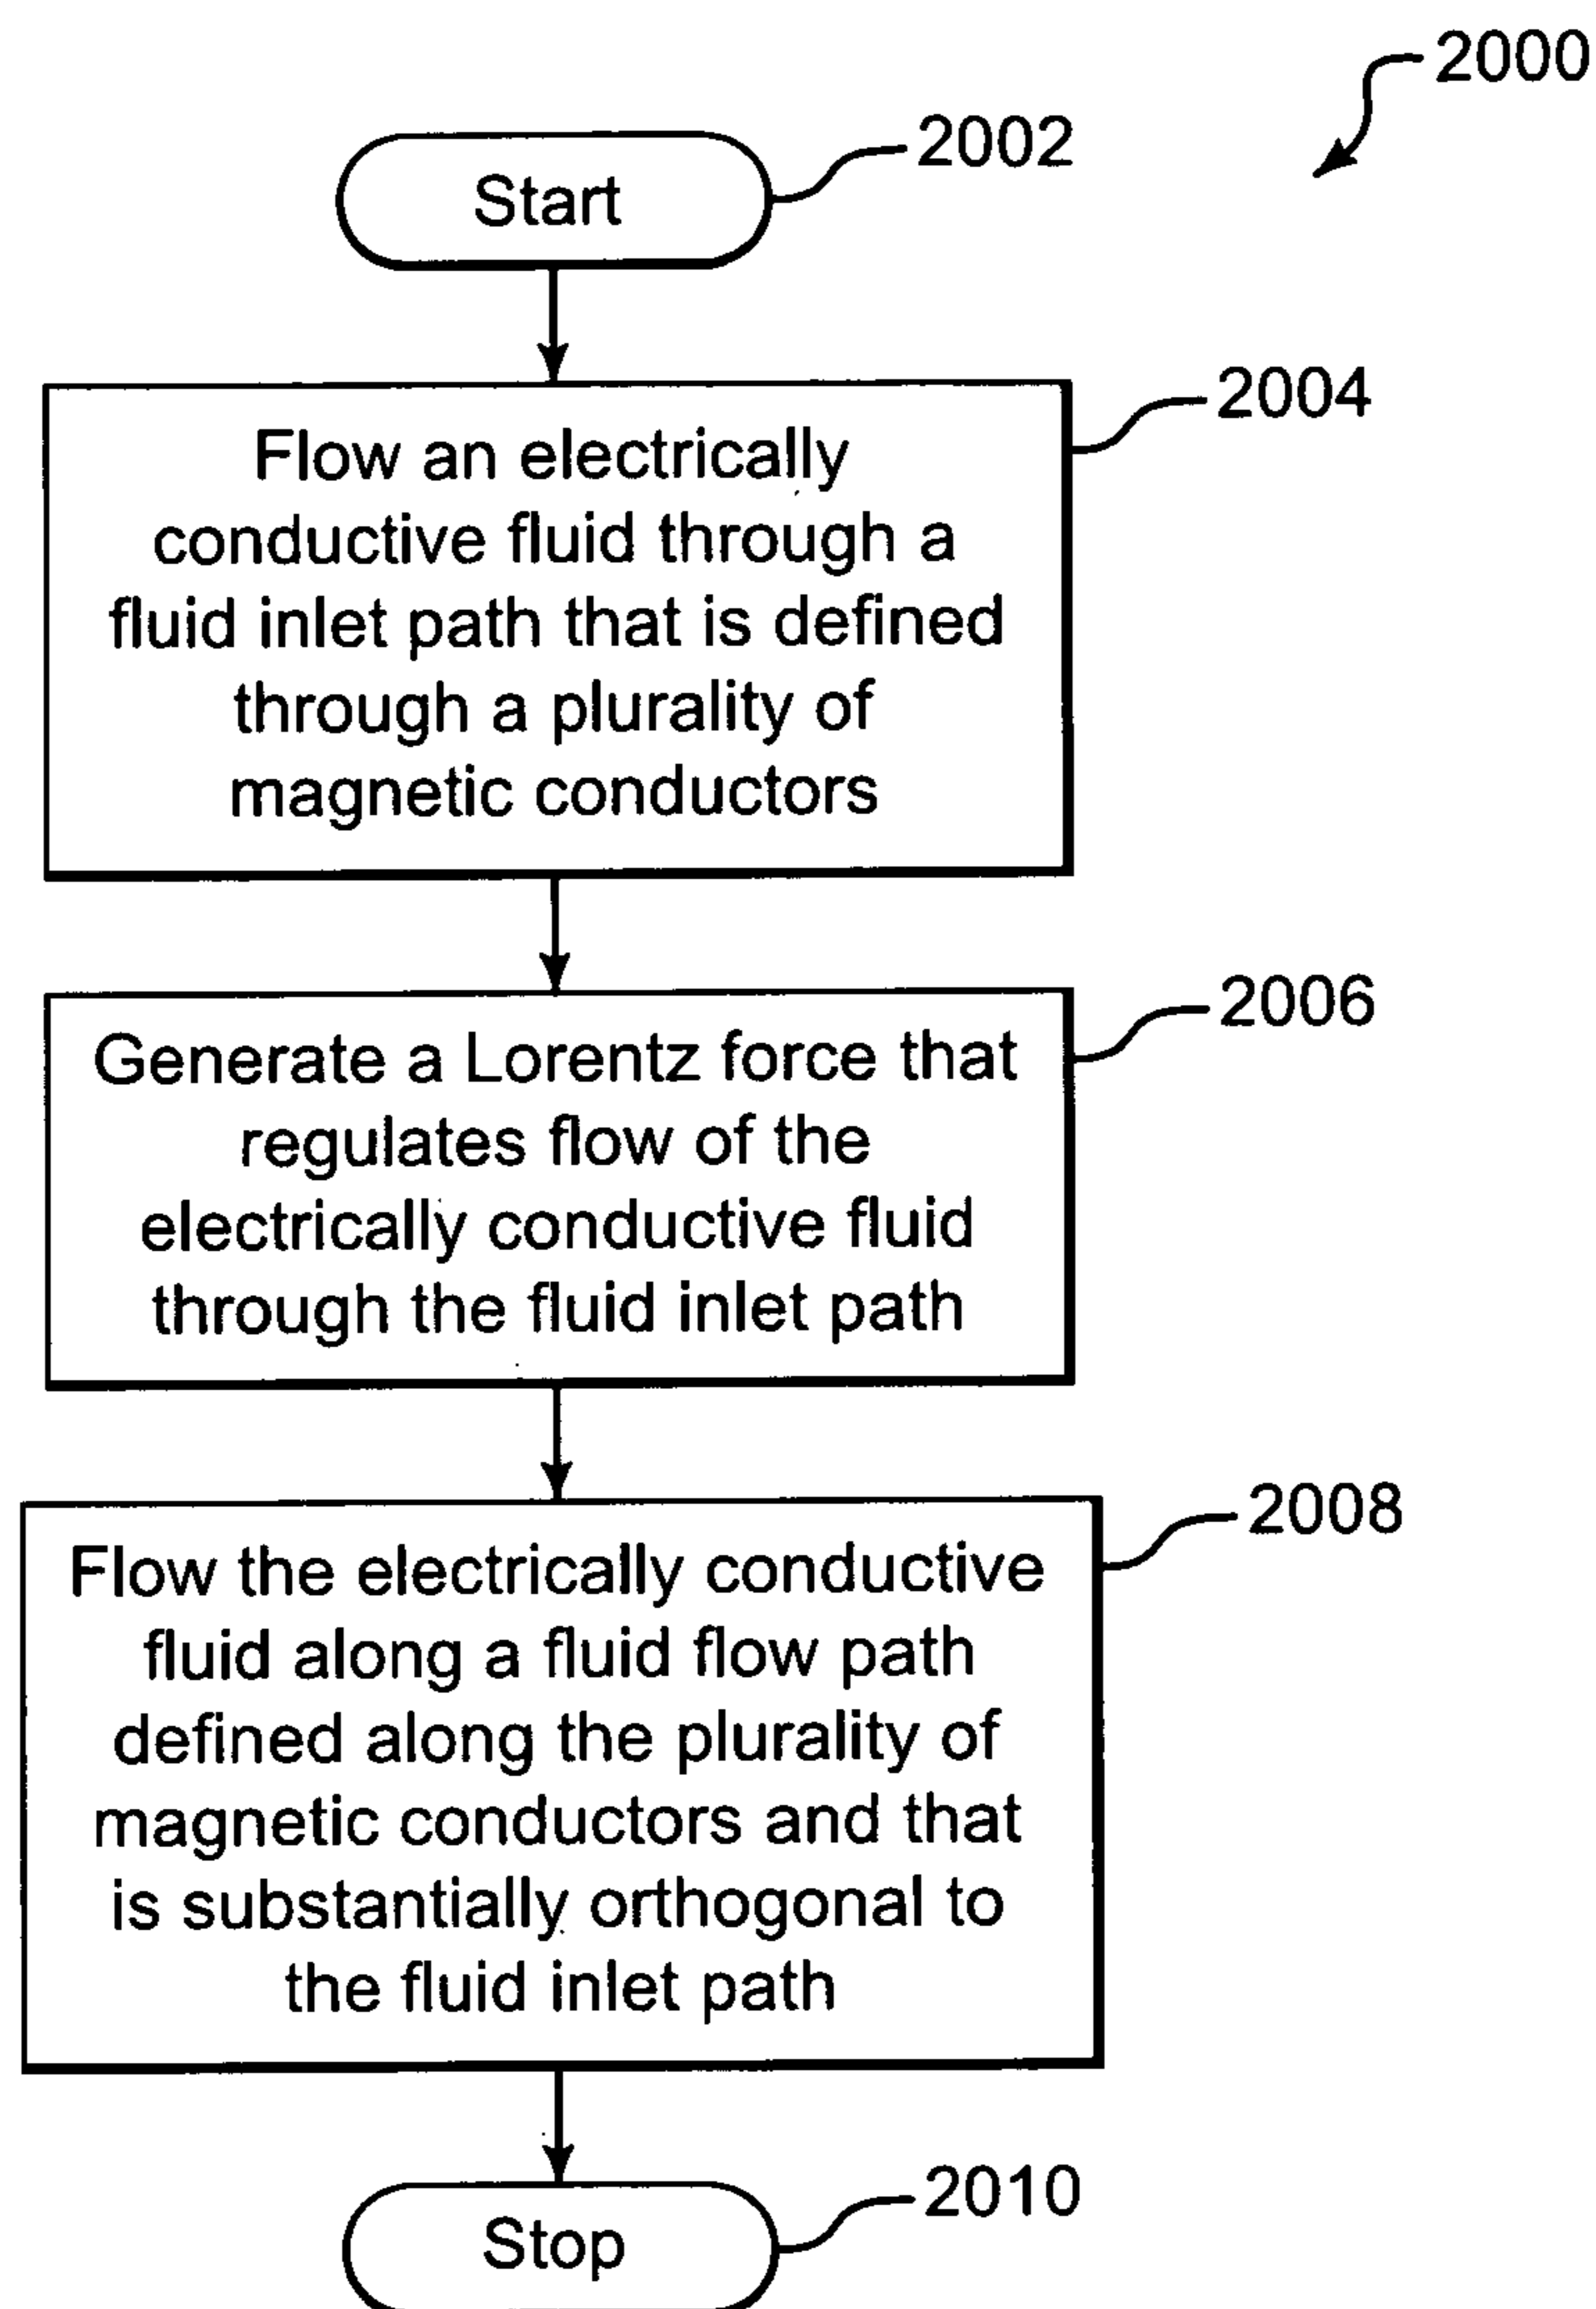 2000
2002
Start
2004
Flow an electrically
conductive fluid through a
fluid inlet path that is defined
through a plurality of
magnetic conductors
2006
Generate a Lorentz force that
regulates flow of the
electrically conductive fluid
through the fluid inlet path
2008
Flow the electrically conductive
fluid along a fluid flow path
defined along the plurality of
magnetic conductors and that
is substantially orthogonal to
the fluid inlet path
2010
Stop